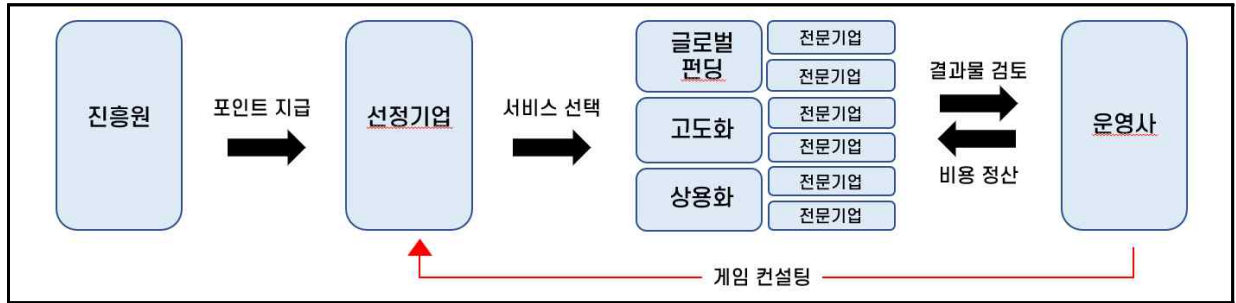 진흥원
포인트 지급
선정기업
서비스 선택
글로벌
펀딩
전문기업
전문기업
고도화
전문기업
전문기업
상용화
전문기업
전문기업
결과물 검토
비용 정산
운영사
게임 컨설팅